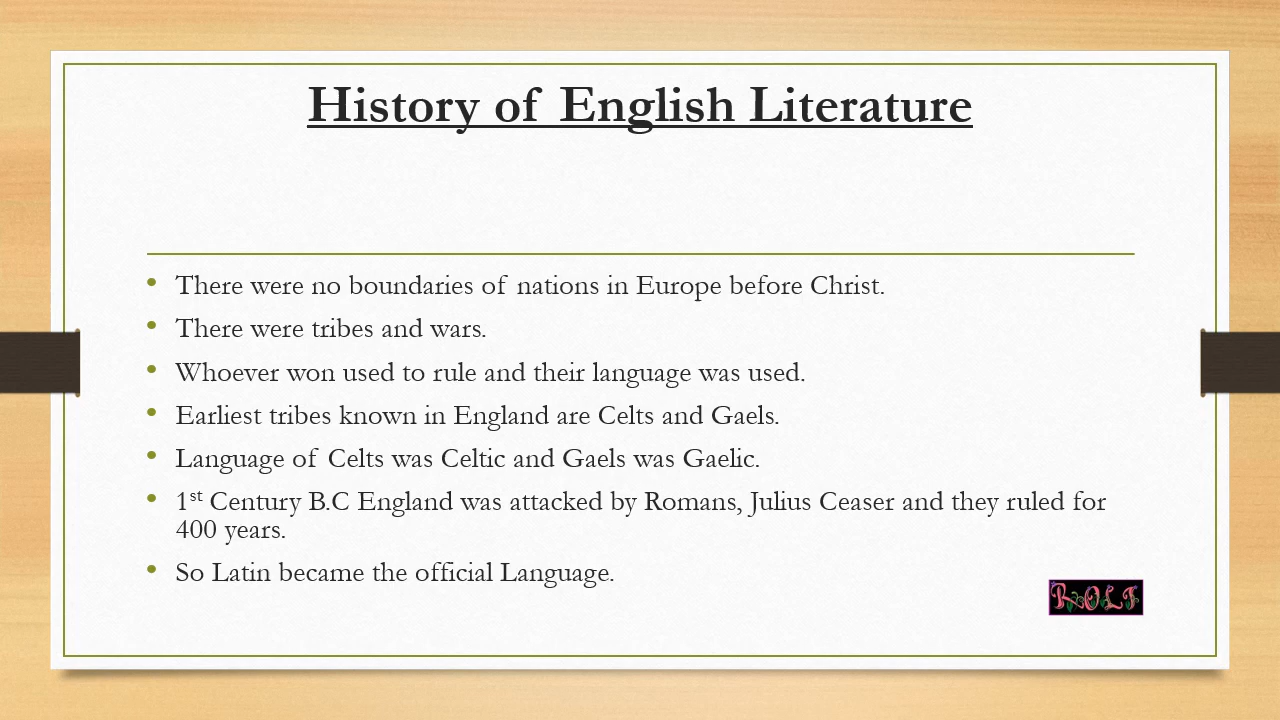 History of English Literature
• There were no boundaries of nations in Europe before Christ.
• There were tribes and wars.
• Whoever won used to rule and their language was used.
• Earliest tribes known in England are Celts and Gaels.
• Language of Celts was Celtic and Gaels was Gaelic.
• 1st Century B.C England was attacked by Romans, Julius Ceaser and they ruled for
400 years.
• So Latin became the official Language.